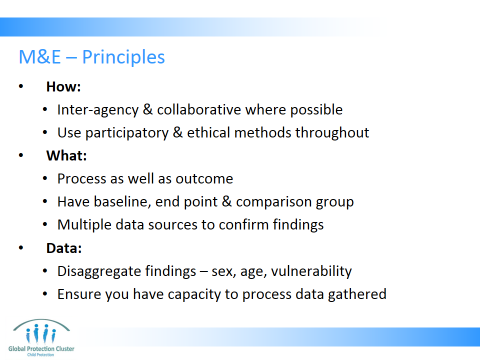 M&E – Principles
• How:
• Inter-agency & collaborative where possible
• Use participatory & ethical methods throughout
• What:
• Process as well as outcome
• Have baseline, end point & comparison group
• Multiple data sources to confirm findings
• Data:
• Disaggregate findings – sex, age, vulnerability
• Ensure you have capacity to process data gathered
Global Protection Cluster
Child Protection